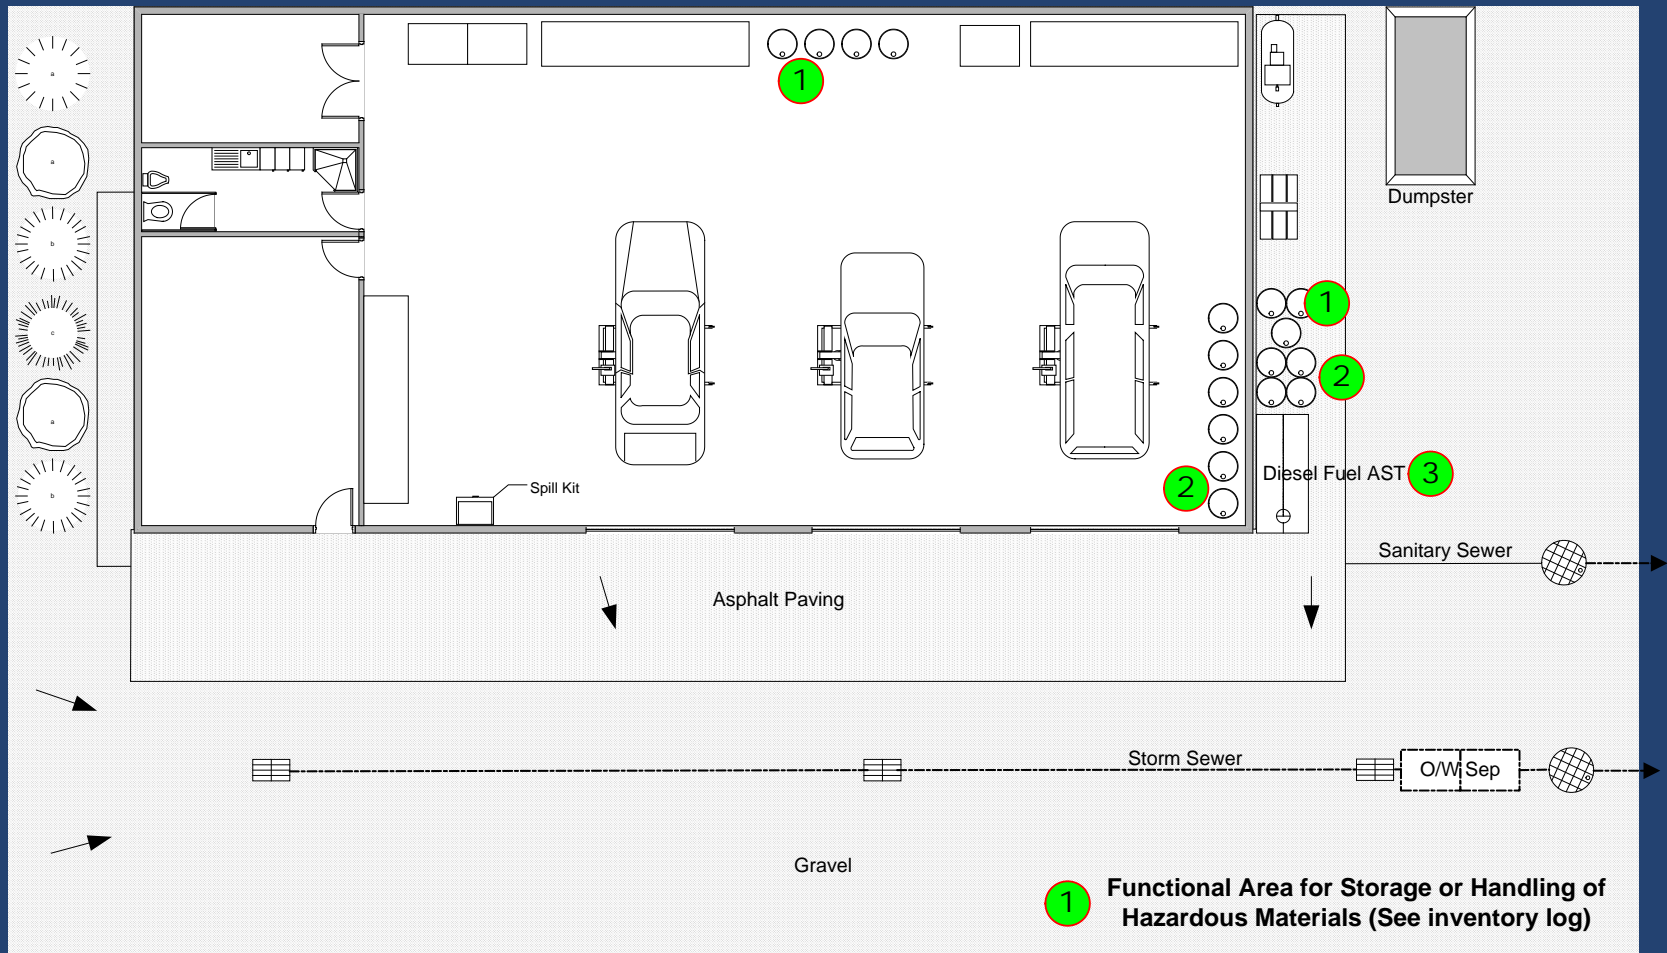 a
a
b
c
a
b
1
Dumpster
1
2
Diesel Fuel AST
3
2
Spill Kit
Sanitary Sewer
Asphalt Paving
Storm Sewer
O/W Sep
Gravel
1
Functional Area for Storage or Handling of
Hazardous Materials (See inventory log)